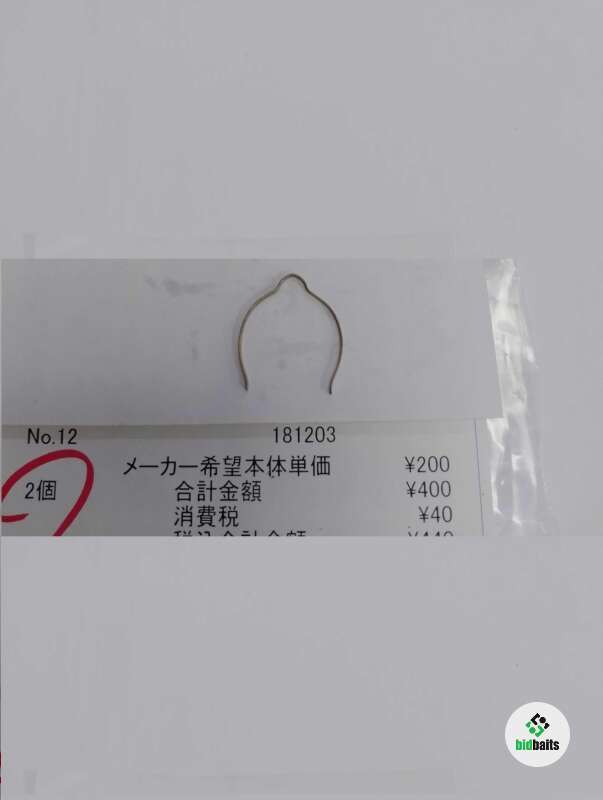 No.12 181203
メーカー希望本体単価 ¥200
2個 合計金額 ¥400
消費税 ¥40
bidbaits